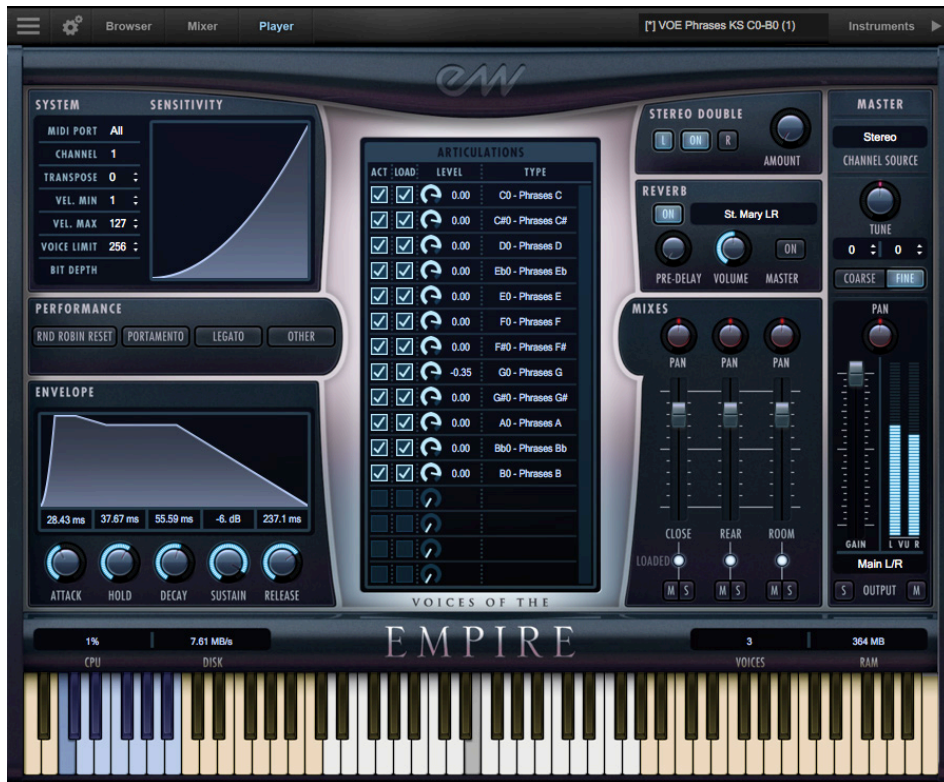 Browser Mixer Player [*] VOE Phrases KS C0-B0 (1) Instruments
EW
SYSTEM SENSITIVITY
MIDI PORT All
CHANNEL 1
TRANSPOSE 0
VEL. MIN 1
VEL. MAX 127
VOICE LIMIT 256
BIT DEPTH
PERFORMANCE
RND ROBIN RESET PORTAMENTO LEGATO OTHER
ENVELOPE
28.43 ms 37.67 ms 55.59 ms -6. dB 237.1 ms
ATTACK HOLD DECAY SUSTAIN RELEASE
ARTICULATIONS
ACT LOAD LEVEL TYPE
0.00 C0 - Phrases C
0.00 C#0 - Phrases C#
0.00 D0 - Phrases D
0.00 Eb0 - Phrases Eb
0.00 E0 - Phrases E
0.00 F0 - Phrases F
0.00 F#0 - Phrases F#
-0.35 G0 - Phrases G
0.00 G#0 - Phrases G#
0.00 A0 - Phrases A
0.00 Bb0 - Phrases Bb
0.00 B0 - Phrases B
VOICES OF THE
EMPIRE
STEREO DOUBLE
L ON R
AMOUNT
REVERB
ON St. Mary LR
ON
PRE-DELAY VOLUME MASTER
MIXES
PAN PAN PAN
CLOSE REAR ROOM
LOADED
M S M S M S
MASTER
Stereo
CHANNEL SOURCE
TUNE
0 0
COARSE FINE
PAN
GAIN L VU R
Main L/R
S OUTPUT M
1% 7.61 MB/s 3 364 MB
CPU DISK VOICES RAM